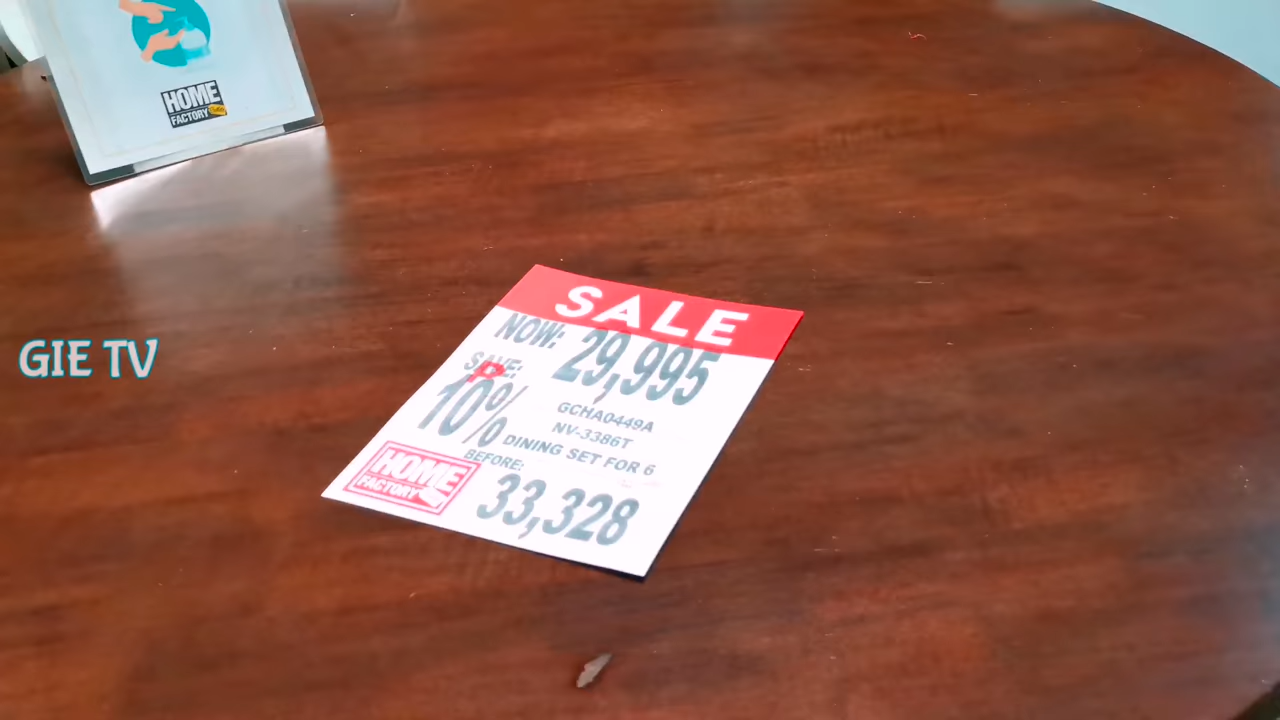 HOME
FACTORY
GIE TV
SALE
NOW: 29,995
SAVE:
P
10%
GCHA0449A
NV-3386T
DINING SET FOR 6
BEFORE:
33,328
HOME
FACTORY